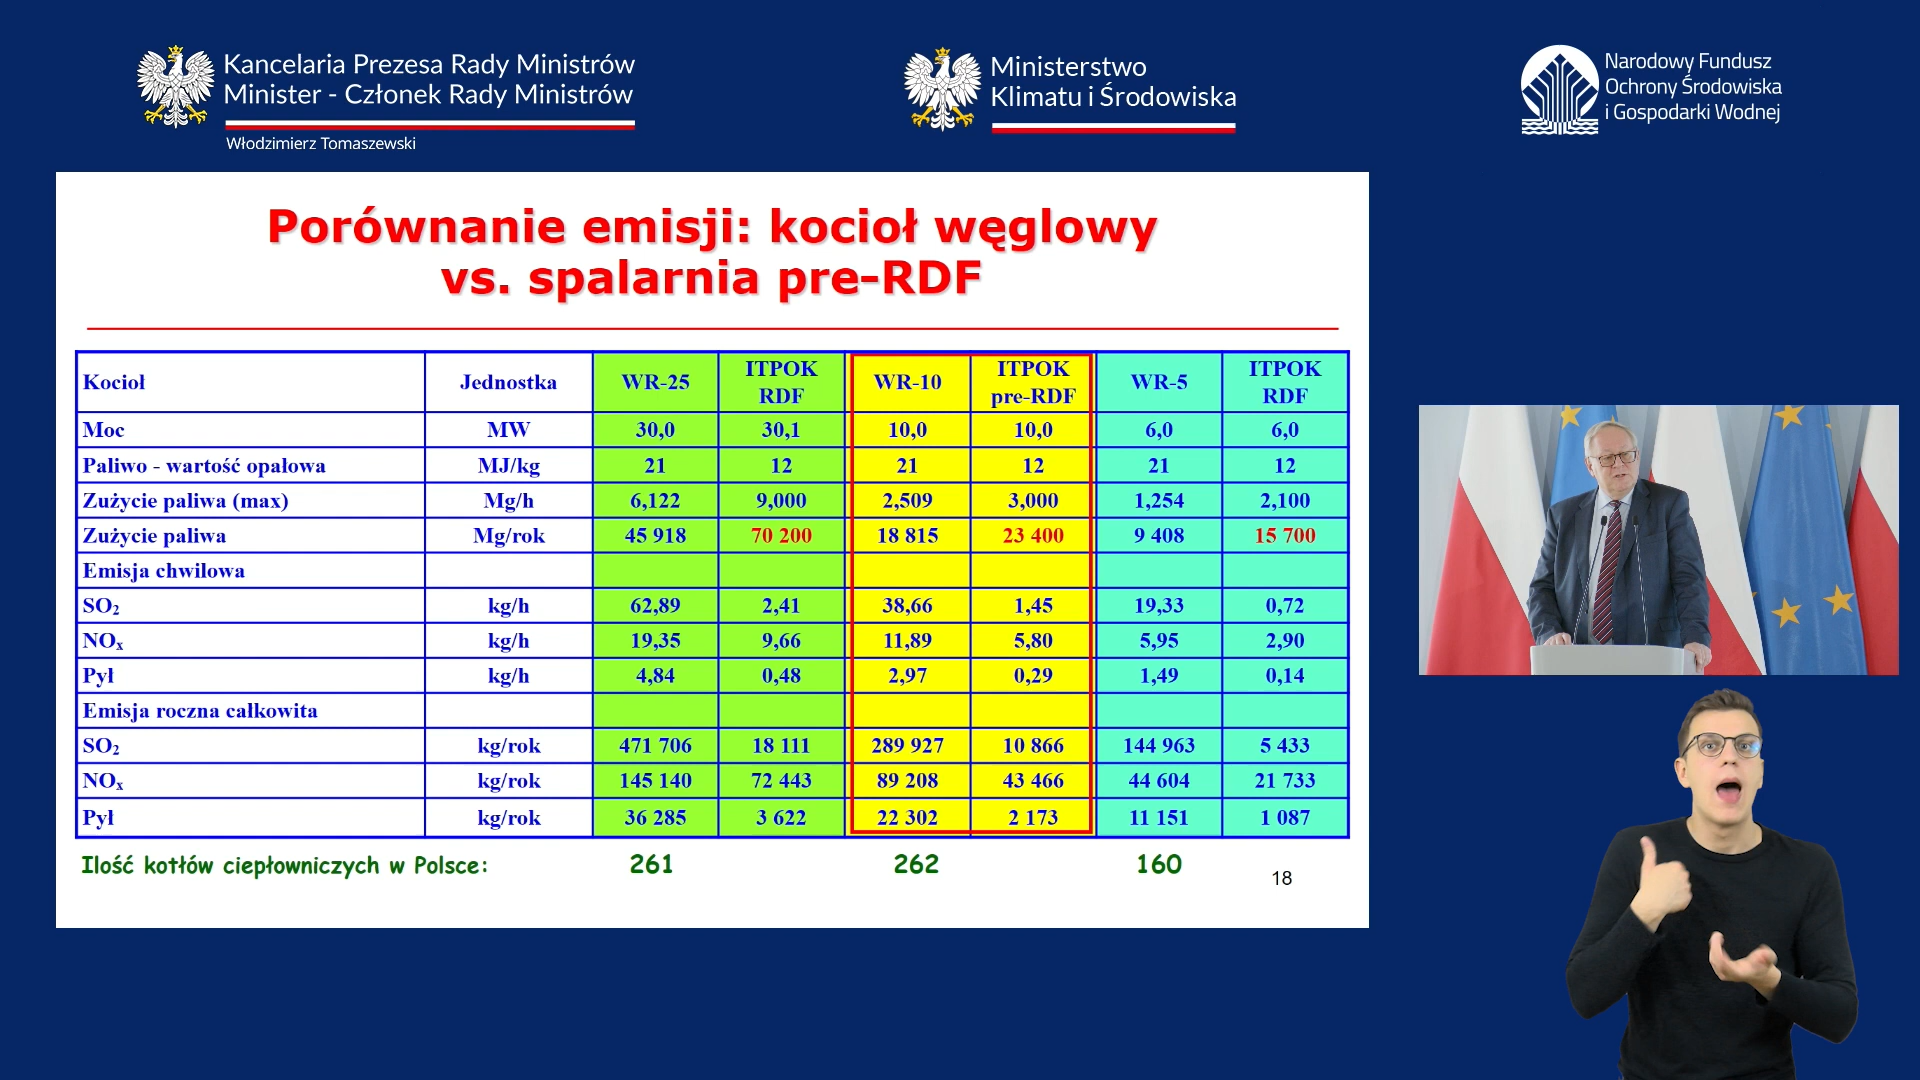 Kancelaria Prezesa Rady Ministrów
Minister - Członek Rady Ministrów
Włodzimierz Tomaszewski
Ministerstwo
Klimatu i Środowiska
Narodowy Fundusz
Ochrony Środowiska
i Gospodarki Wodnej
Porównanie emisji: kocioł węglowy
vs. spalarnia pre-RDF
Kocioł Jednostka WR-25 ITPOK RDF WR-10 ITPOK pre-RDF WR-5 ITPOK RDF
Moc MW 30,0 30,1 10,0 10,0 6,0 6,0
Paliwo - wartość opałowa MJ/kg 21 12 21 12 21 12
Zużycie paliwa (max) Mg/h 6,122 9,000 2,509 3,000 1,254 2,100
Zużycie paliwa Mg/rok 45 918 70 200 18 815 23 400 9 408 15 700
Emisja chwilowa
SO₂ kg/h 62,89 2,41 38,66 1,45 19,33 0,72
NOₓ kg/h 19,35 9,66 11,89 5,80 5,95 2,90
Pył kg/h 4,84 0,48 2,97 0,29 1,49 0,14
Emisja roczna całkowita
SO₂ kg/rok 471 706 18 111 289 927 10 866 144 963 5 433
NOₓ kg/rok 145 140 72 443 89 208 43 466 44 604 21 733
Pył kg/rok 36 285 3 622 22 302 2 173 11 151 1 087
Ilość kotłów ciepłowniczych w Polsce: 261 262 160
18